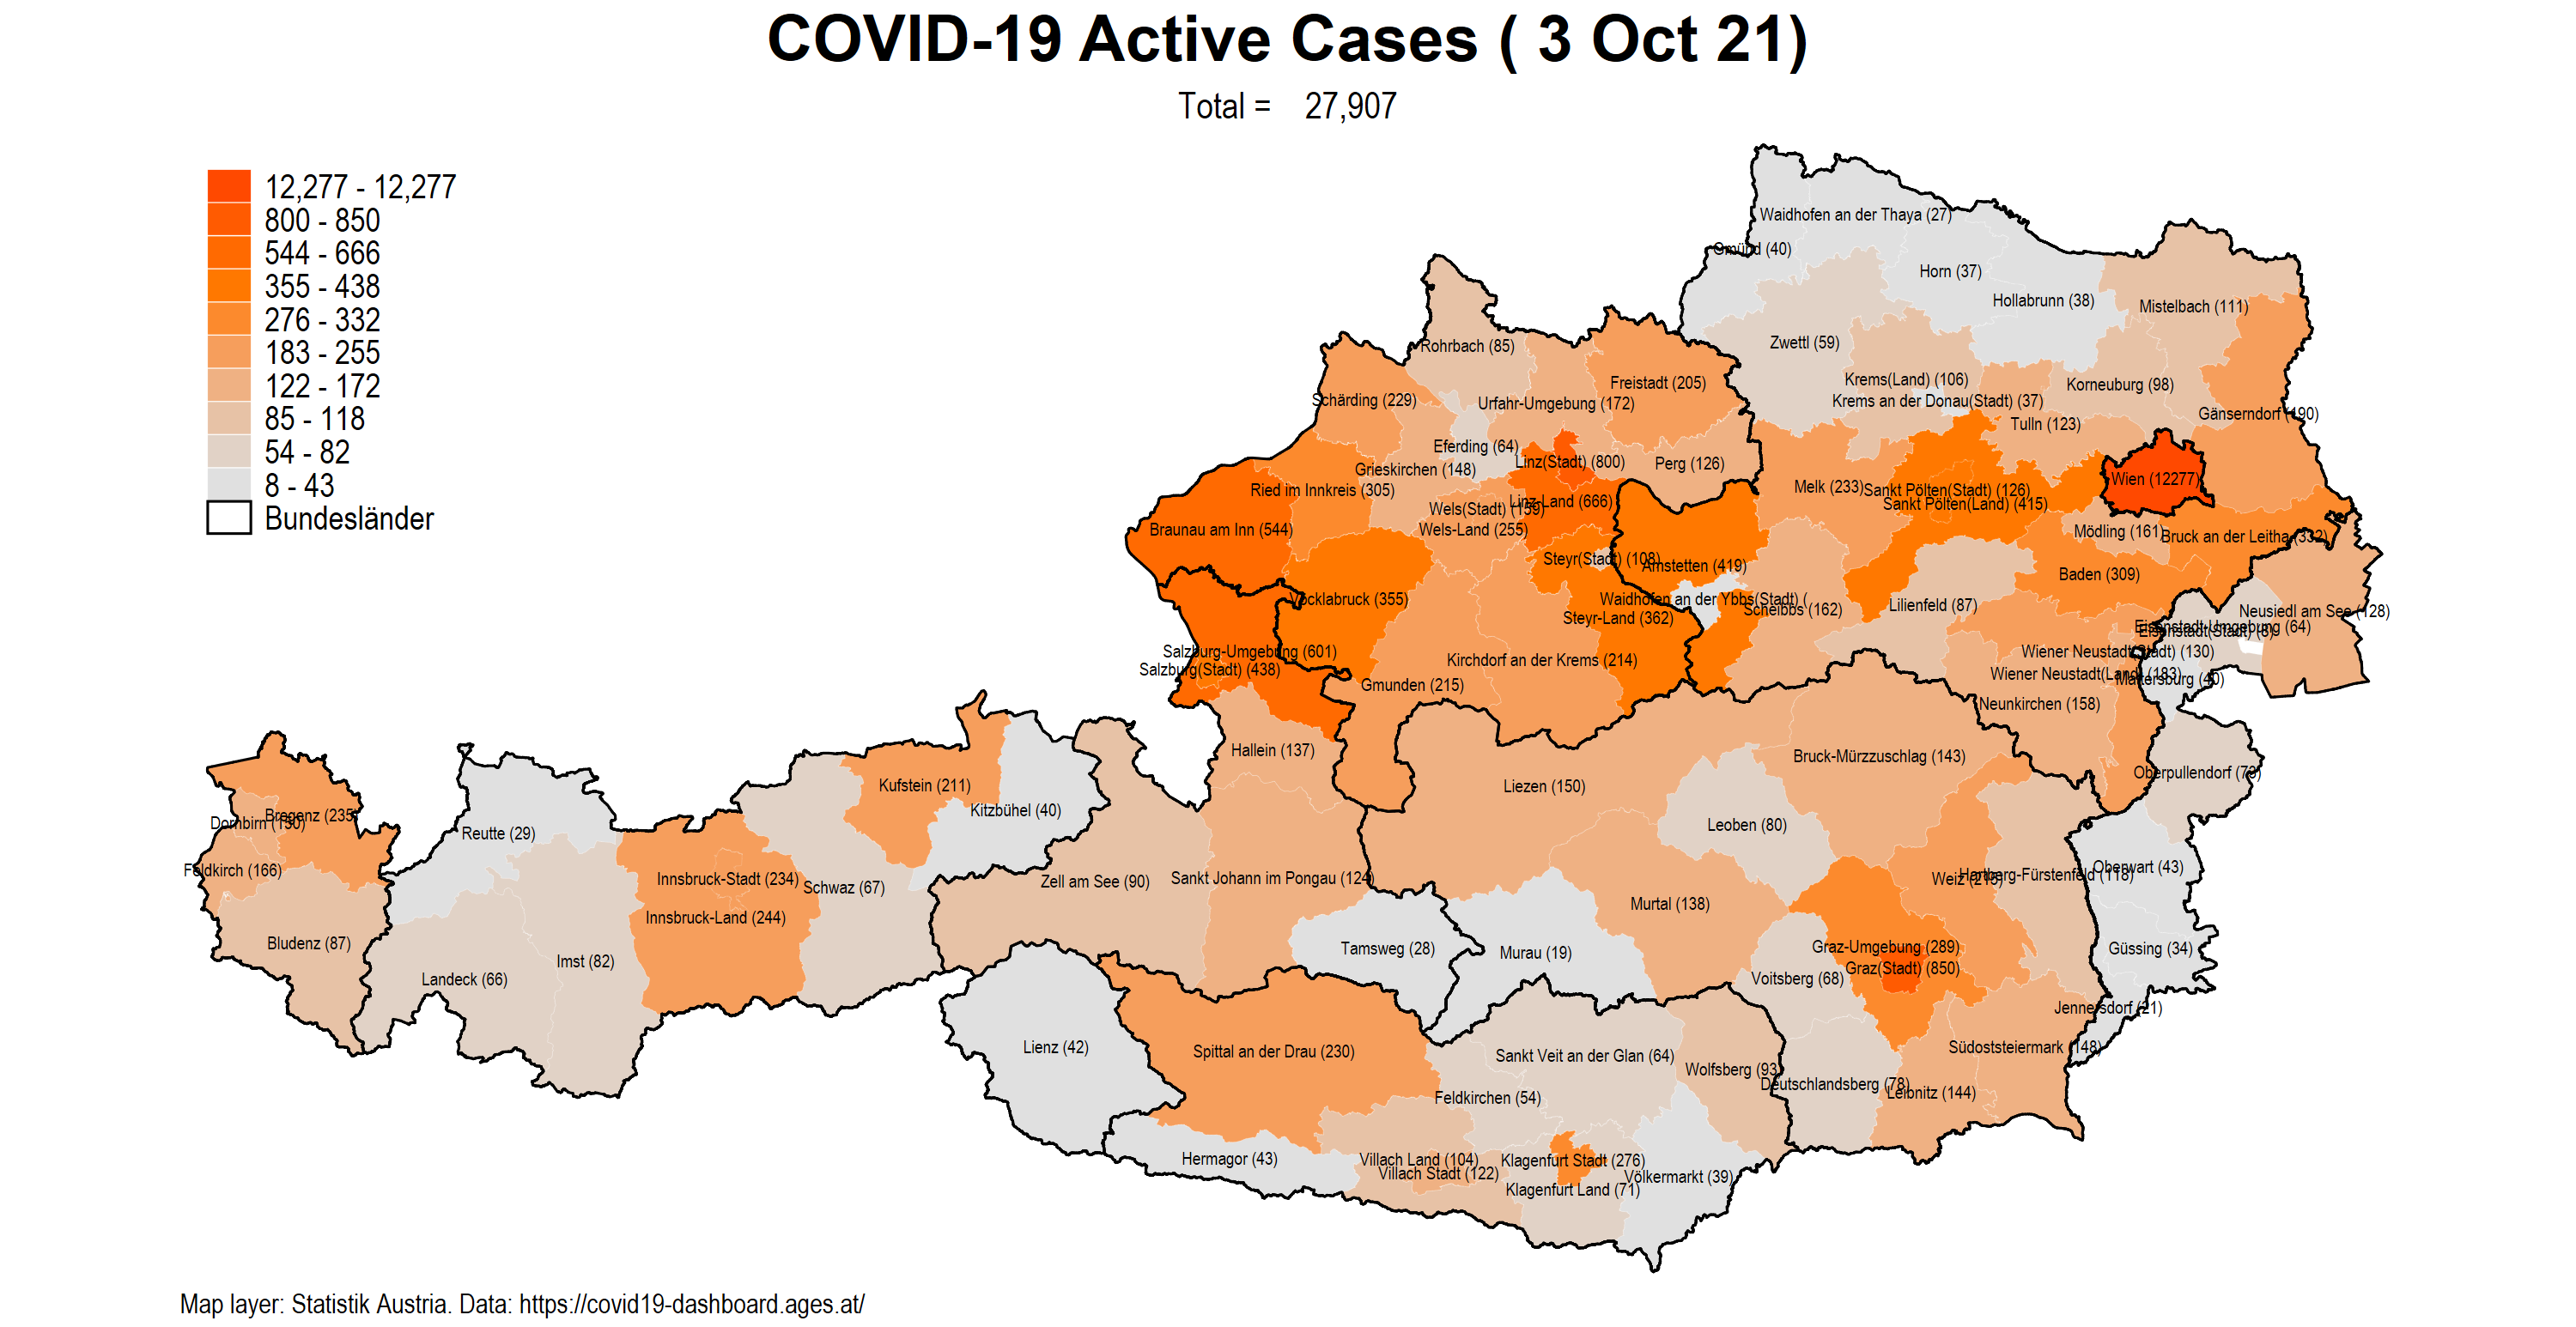 COVID-19 Active Cases ( 3 Oct 21)
Total = 27,907
12,277 - 12,277
800 - 850
544 - 666
355 - 438
276 - 332
183 - 255
122 - 172
85 - 118
54 - 82
8 - 43
Bundesländer
Waidhofen an der Thaya (27)
Gmünd (40)
Horn (37)
Hollabrunn (38)
Mistelbach (111)
Zwettl (59)
Rohrbach (85)
Krems(Land) (106)
Korneuburg (98)
Freistadt (205)
Schärding (229)
Urfahr-Umgebung (172)
Krems an der Donau(Stadt) (37)
Gänserndorf (190)
Tulln (123)
Eferding (64)
Linz(Stadt) (800)
Perg (126)
Grieskirchen (148)
Wien (12277)
Ried im Innkreis (305)
Melk (233)
Sankt Pölten(Stadt) (126)
Linz-Land (666)
Sankt Pölten(Land) (415)
Wels(Stadt) (159)
Braunau am Inn (544)
Wels-Land (255)
Mödling (161)
Bruck an der Leitha (332)
Steyr(Stadt) (108)
Amstetten (419)
Baden (309)
Vöcklabruck (355)
Waidhofen an der Ybbs(Stadt) (
Scheibbs (162)
Lilienfeld (87)
Neusiedl am See (128)
Steyr-Land (362)
Eisenstadt-Umgebung (64)
Eisenstadt(Stadt) (8)
Salzburg-Umgebung (601)
Wiener Neustadt(Stadt) (130)
Kirchdorf an der Krems (214)
Salzburg(Stadt) (438)
Wiener Neustadt(Land) (183)
Mattersburg (40)
Gmunden (215)
Neunkirchen (158)
Hallein (137)
Bruck-Mürzzuschlag (143)
Oberpullendorf (73)
Kufstein (211)
Liezen (150)
Kitzbühel (40)
Bregenz (235)
Dornbirn (150)
Reutte (29)
Leoben (80)
Feldkirch (166)
Oberwart (43)
Innsbruck-Stadt (234)
Schwaz (67)
Zell am See (90)
Sankt Johann im Pongau (124)
Weiz (215)
Hartberg-Fürstenfeld (118)
Innsbruck-Land (244)
Murtal (138)
Bludenz (87)
Tamsweg (28)
Murau (19)
Graz-Umgebung (289)
Güssing (34)
Imst (82)
Landeck (66)
Graz(Stadt) (850)
Voitsberg (68)
Jennersdorf (21)
Lienz (42)
Spittal an der Drau (230)
Sankt Veit an der Glan (64)
Südoststeiermark (148)
Wolfsberg (93)
Deutschlandsberg (78)
Leibnitz (144)
Feldkirchen (54)
Hermagor (43)
Villach Land (104)
Klagenfurt Stadt (276)
Villach Stadt (122)
Völkermarkt (39)
Klagenfurt Land (71)
Map layer: Statistik Austria. Data: https://covid19-dashboard.ages.at/